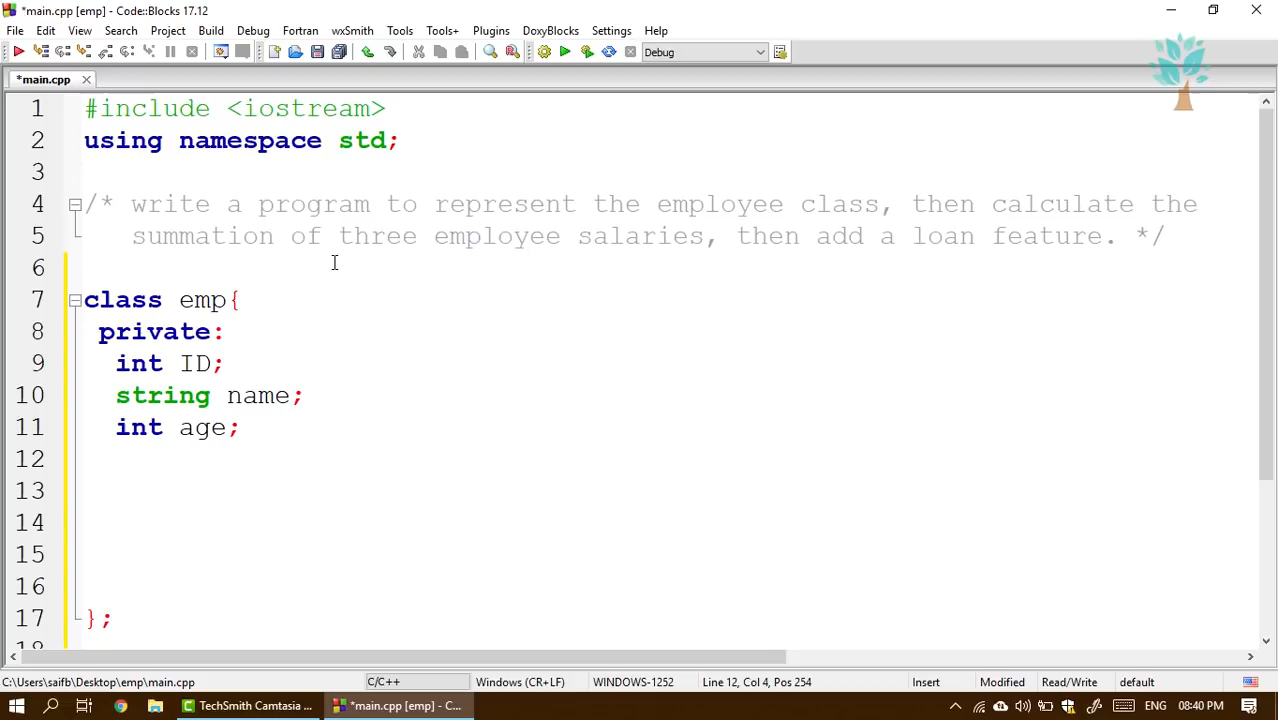 *main.cpp [emp] - Code::Blocks 17.12
File Edit View Search Project Build Debug Fortran wxSmith Tools Tools+ Plugins DoxyBlocks Settings Help
Debug
*main.cpp
1 #include <iostream>
2 using namespace std;
3
4 /* write a program to represent the employee class, then calculate the
5 summation of three employee salaries, then add a loan feature. */
6
7 class emp{
8 private:
9 int ID;
10 string name;
11 int age;
12
13
14
15
16
17 };
C:\Users\saifb\Desktop\emp\main.cpp C/C++ Windows (CR+LF) WINDOWS-1252 Line 12, Col 4, Pos 254 Insert Modified Read/Write default
TechSmith Camtasia ... *main.cpp [emp] - C... ENG 08:40 PM